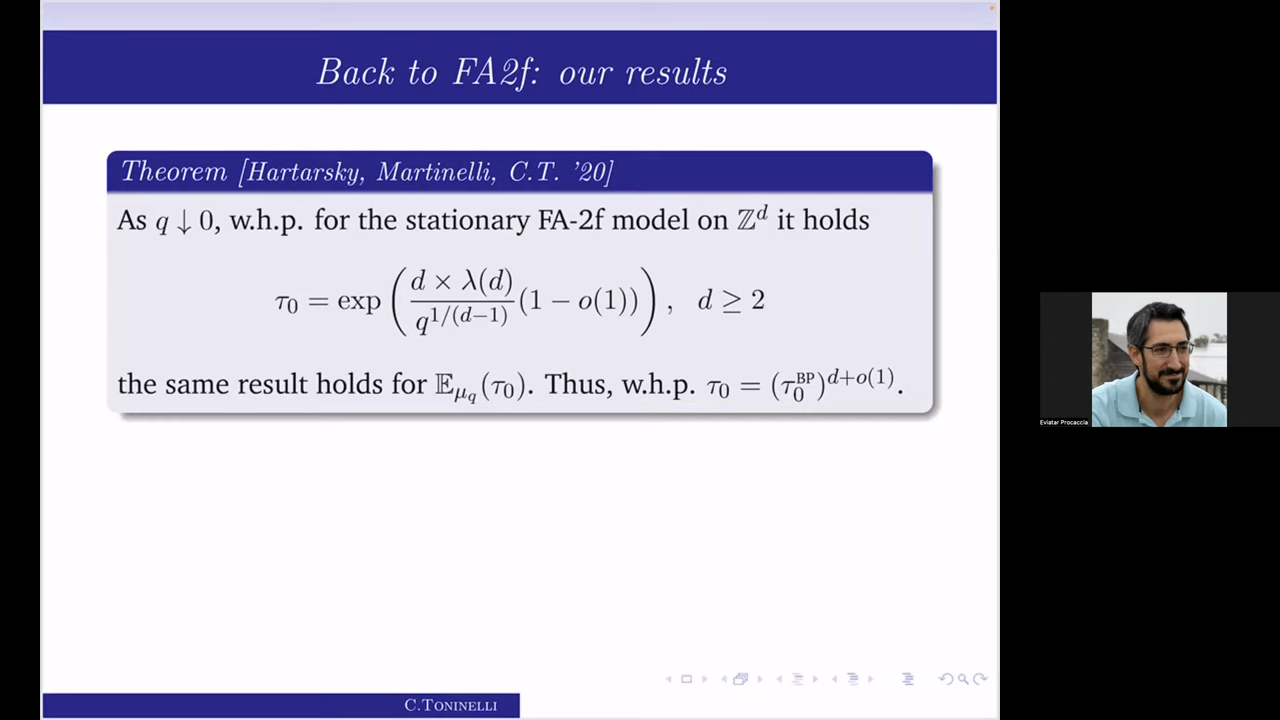 Back to FA2f: our results
Theorem [Hartarsky, Martinelli, C.T. '20]
As q ↓ 0, w.h.p. for the stationary FA-2f model on ℤ^d it holds
τ_0 = exp ( \frac{d × λ(d)}{q^{1/(d−1)}} (1 − o(1)) ) , d ≥ 2
the same result holds for 𝔼_{μ_q}(τ_0). Thus, w.h.p. τ_0 = (τ_0^{BP})^{d+o(1)}.
Eviatar Procaccia
C.Toninelli